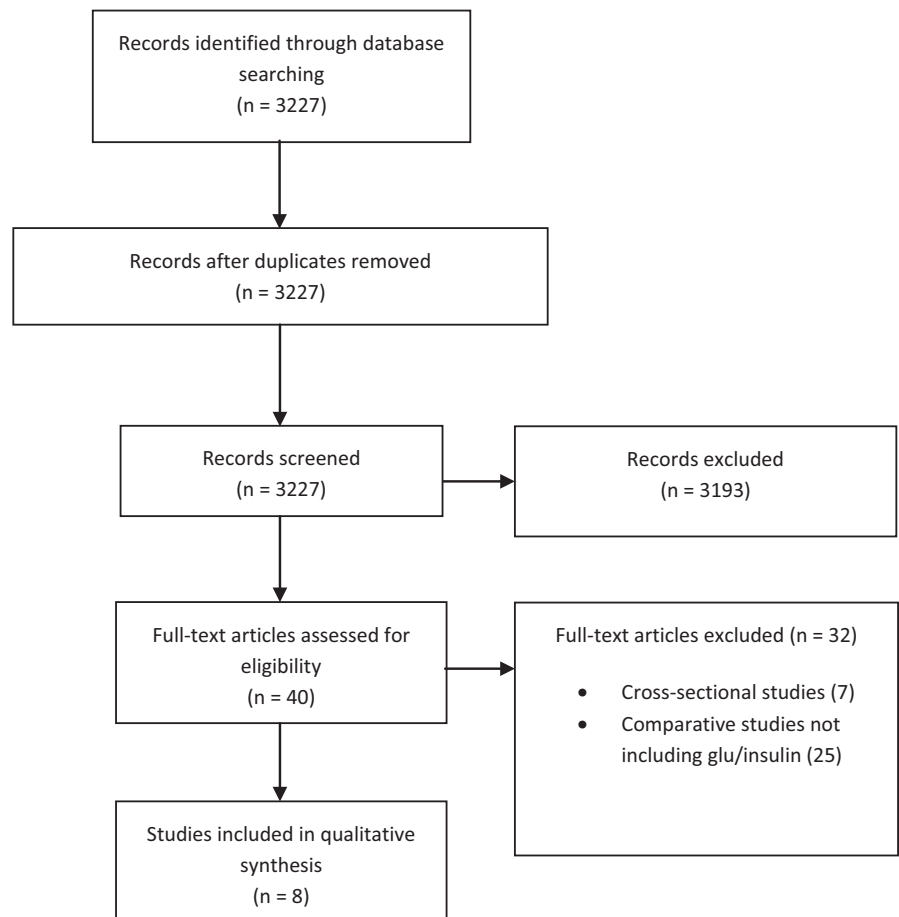 Records identified through database
searching
(n = 3227)
Records after duplicates removed
(n = 3227)
Records screened
(n = 3227)
Records excluded
(n = 3193)
Full-text articles assessed for
eligibility
(n = 40)
Full-text articles excluded (n = 32)
• Cross-sectional studies (7)
• Comparative studies not
including glu/insulin (25)
Studies included in qualitative
synthesis
(n = 8)